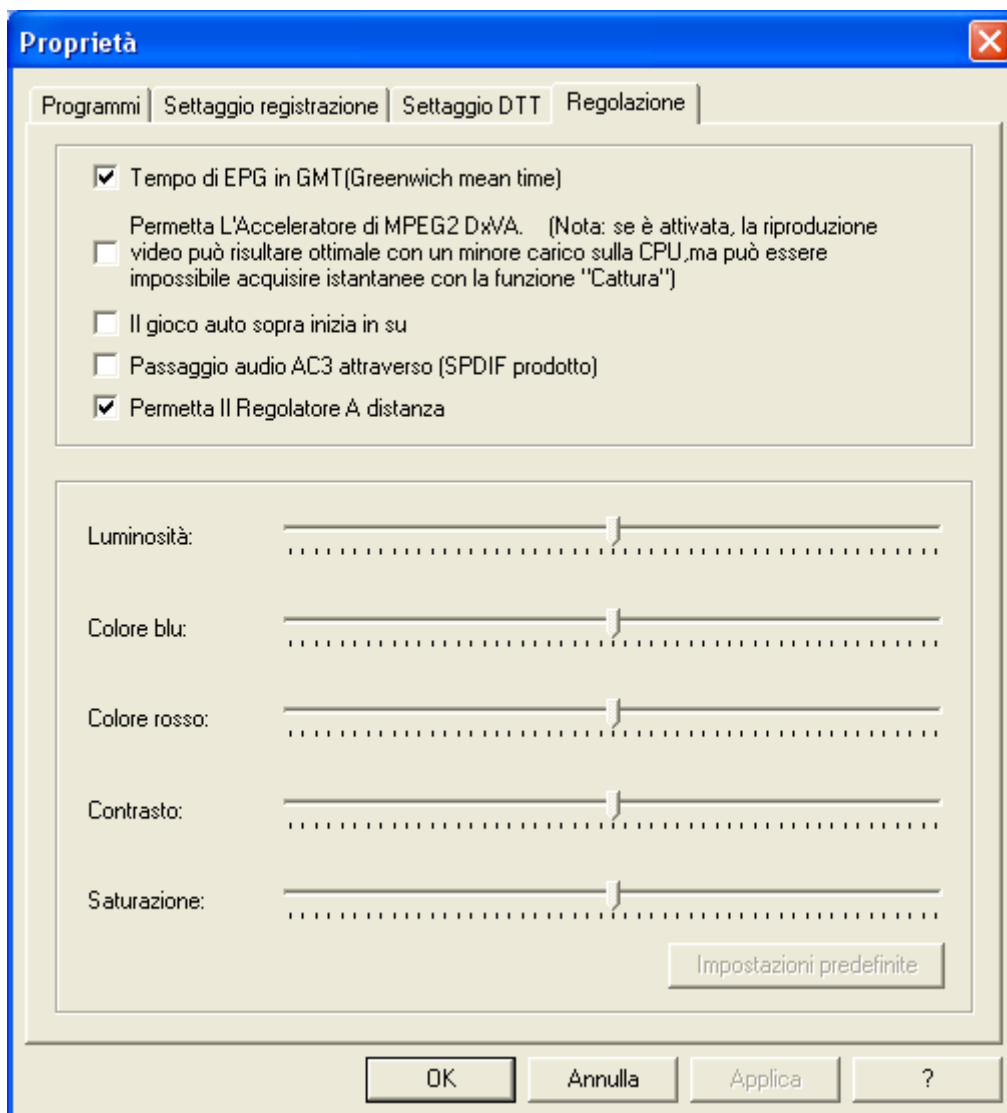 Proprietà
Programmi
Settaggio registrazione
Settaggio DTT
Regolazione
Tempo di EPG in GMT(Greenwich mean time)
Permetta L'Acceleratore di MPEG2 DxVA. (Nota: se è attivata, la riproduzione
video può risultare ottimale con un minore carico sulla CPU,ma può essere
impossibile acquisire istantanee con la funzione "Cattura")
Il gioco auto sopra inizia in su
Passaggio audio AC3 attraverso (SPDIF prodotto)
Permetta Il Regolatore A distanza
Luminosità:
Colore blu:
Colore rosso:
Contrasto:
Saturazione:
Impostazioni predefinite
OK
Annulla
Applica
?